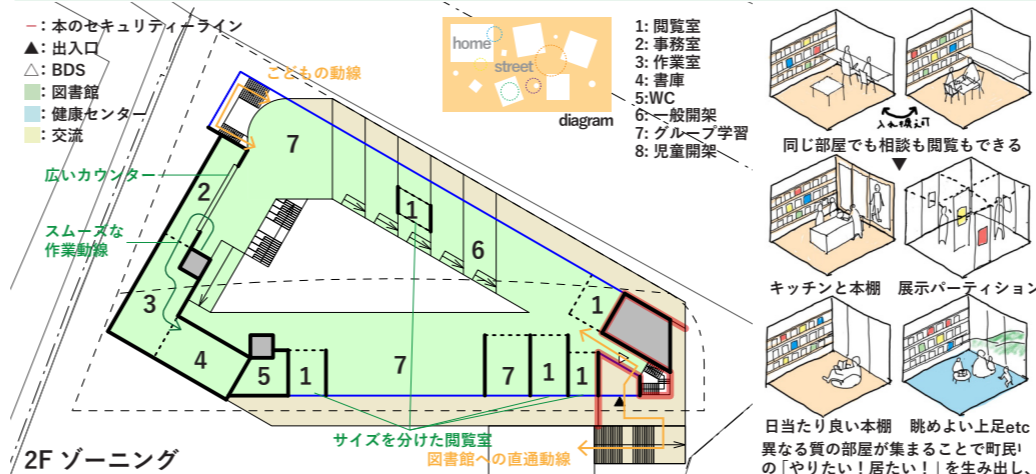 －：本のセキュリティーライン
▲：出入口
△：BDS
■：図書館
■：健康センター
■：交流
こどもの動線
広いカウンター
スムーズな
作業動線
home
street
diagram
1: 閲覧室
2: 事務室
3: 作業室
4: 書庫
5:WC
6: 一般開架
7: グループ学習
8: 児童開架
7
2
1
6
3
1
4
5
1
7
7
1
1
サイズを分けた閲覧室
図書館への直通動線
2F ゾーニング
入れ換え可
同じ部屋でも相談も閲覧もできる
▼
キッチンと本棚 展示パーティション
日当たり良い本棚 眺めよい上足etc
異なる質の部屋が集まることで町民
の「やりたい！居たい！」を生み出し、